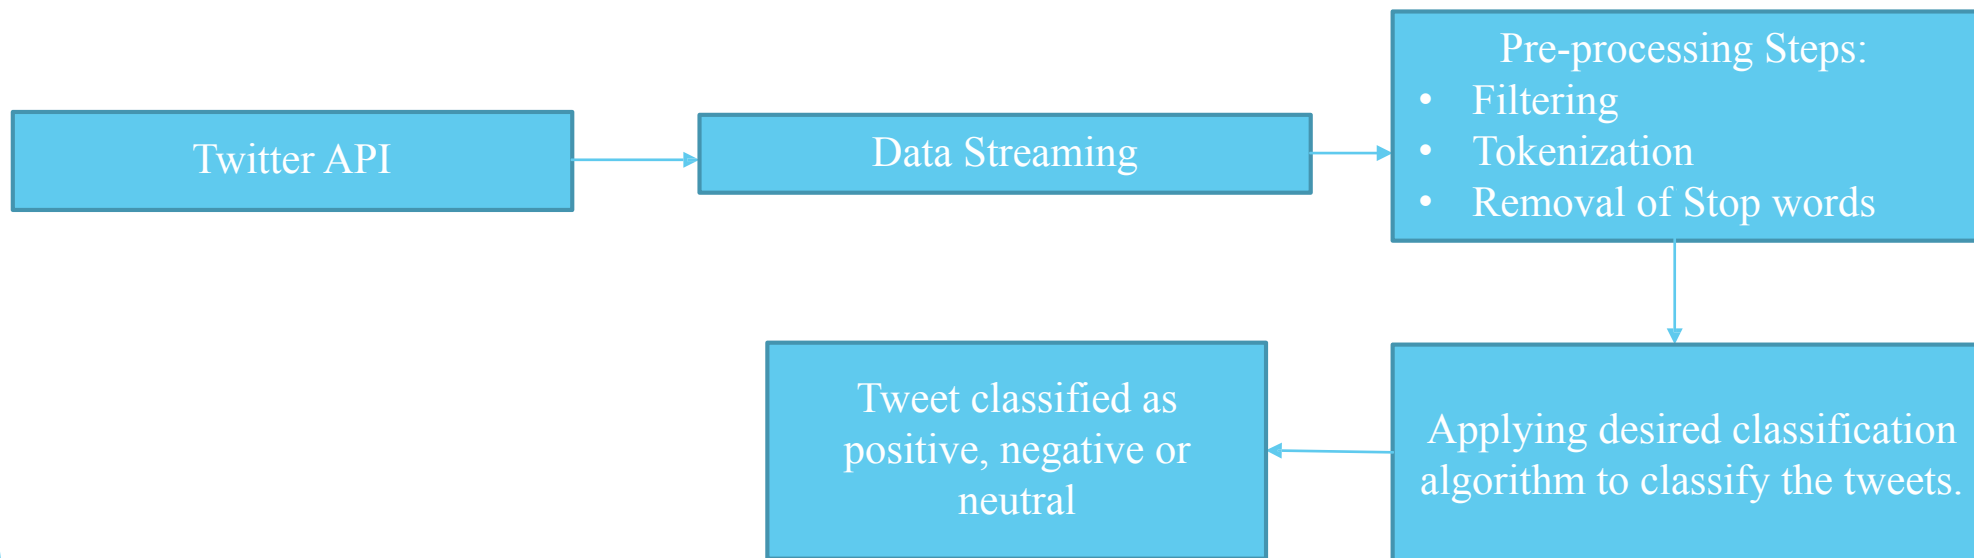 Twitter API
Data Streaming
Pre-processing Steps:
• Filtering
• Tokenization
• Removal of Stop words
Applying desired classification
algorithm to classify the tweets.
Tweet classified as
positive, negative or
neutral